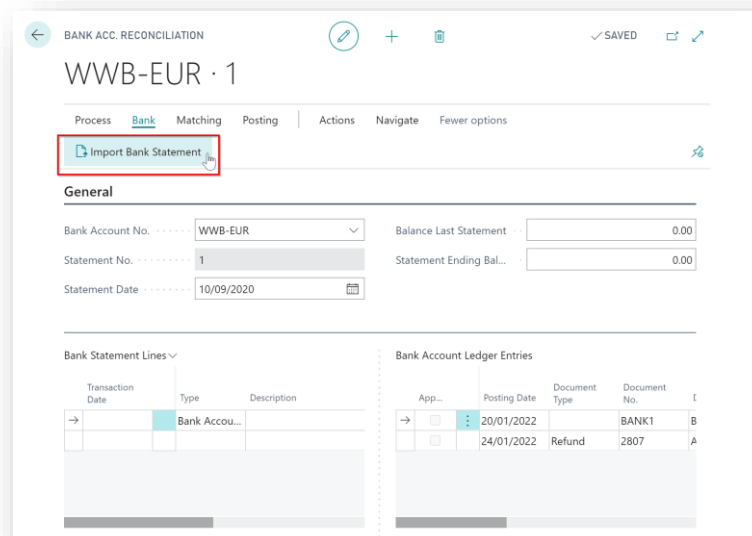 BANK ACC. RECONCILIATION
SAVED
WWB-EUR · 1
Process Bank Matching Posting Actions Navigate Fewer options
Import Bank Statement
General
Bank Account No. WWB-EUR Balance Last Statement 0.00
Statement No. 1 Statement Ending Bal... 0.00
Statement Date 10/09/2020
Bank Statement Lines Bank Account Ledger Entries
Transaction Date Type Description App... Posting Date Document Type Document No.
Bank Accou... 20/01/2022 BANK1 B
24/01/2022 Refund 2807 A